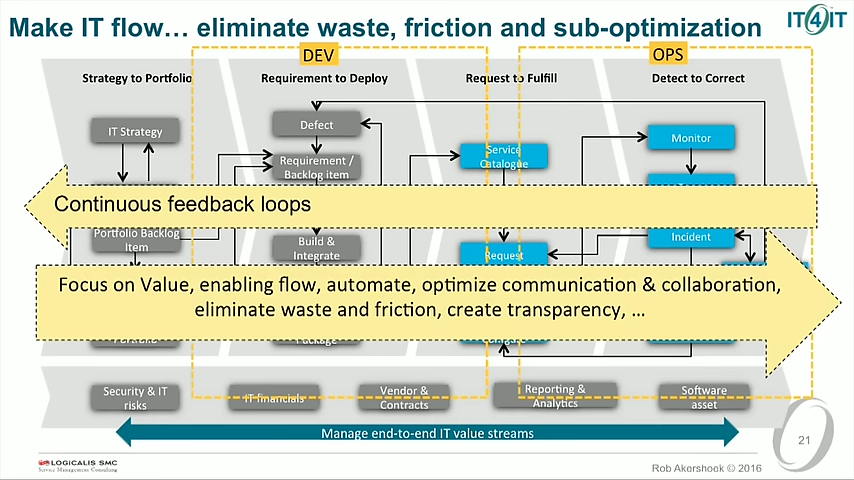 Make IT flow… eliminate waste, friction and sub-optimization
IT4IT
DEV
OPS
Strategy to Portfolio
Requirement to Deploy
Request to Fulfill
Detect to Correct
IT Strategy
Defect
Requirement /
Backlog item
Service
Catalogue
Monitor
Continuous feedback loops
Portfolio Backlog
Item
Build &
Integrate
Request
Incident
Focus on Value, enabling flow, automate, optimize communication & collaboration,
eliminate waste and friction, create transparency, …
Portfolio
Package
Security & IT
risks
IT financials
Vendor &
Contracts
Reporting &
Analytics
Software
asset
Manage end-to-end IT value streams
21
LOGICALIS SMC
Service Management Consulting
Rob Akershoek © 2016